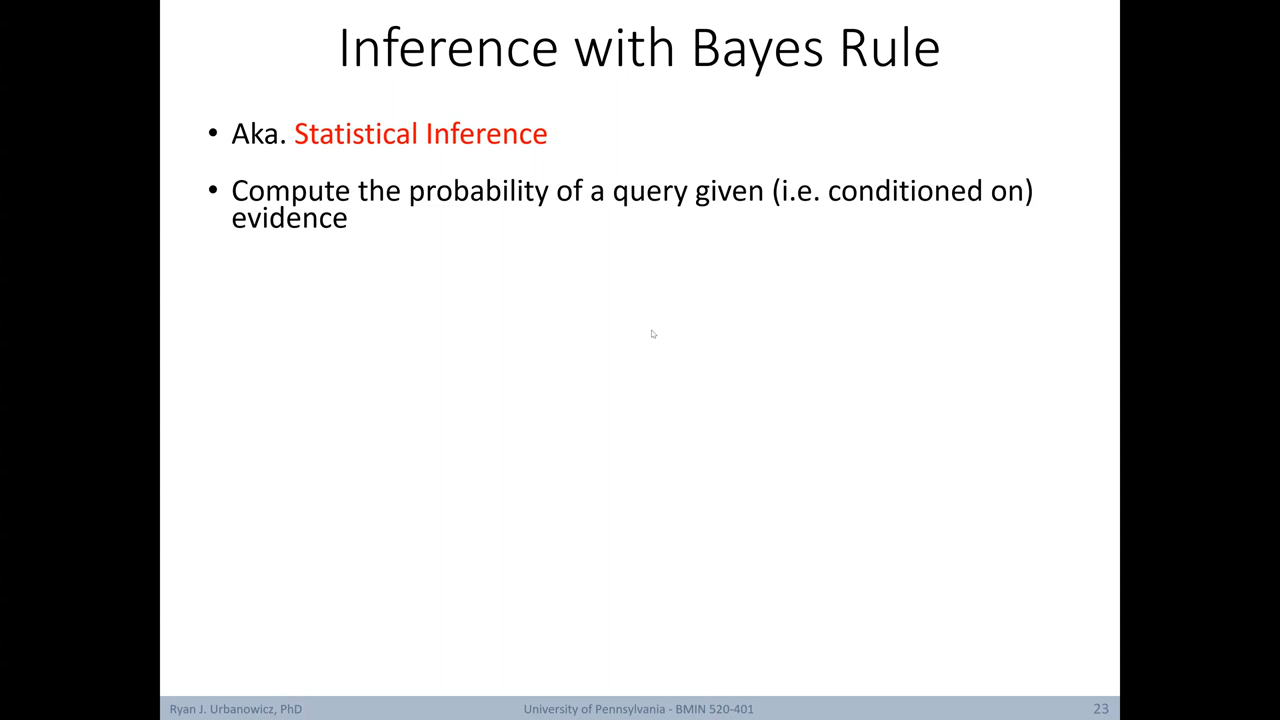 Inference with Bayes Rule
• Aka. Statistical Inference
• Compute the probability of a query given (i.e. conditioned on)
evidence
Ryan J. Urbanowicz, PhD
University of Pennsylvania - BMIN 520-401
23